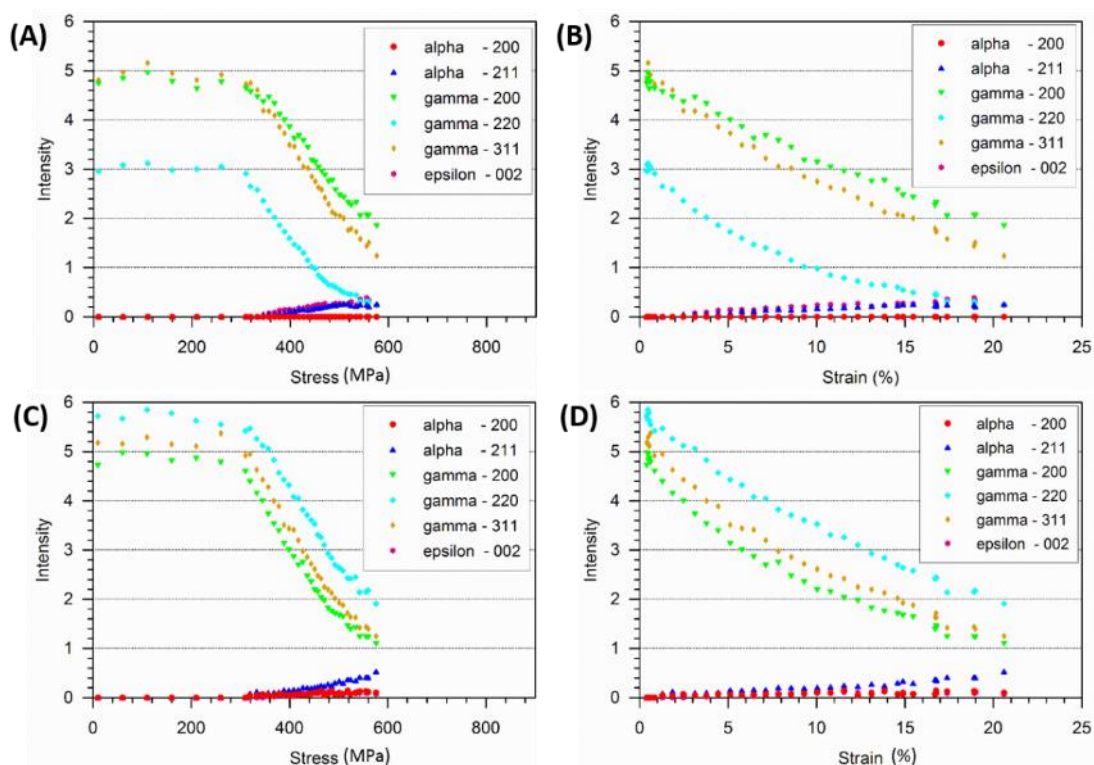 (A)
6
5
4
3
2
1
0
Intensity
alpha - 200
alpha - 211
gamma - 200
gamma - 220
gamma - 311
epsilon - 002
0 200 400 600 800
Stress (MPa)
(B)
6
5
4
3
2
1
0
Intensity
alpha - 200
alpha - 211
gamma - 200
gamma - 220
gamma - 311
epsilon - 002
0 5 10 15 20 25
Strain (%)
(C)
6
5
4
3
2
1
0
Intensity
alpha - 200
alpha - 211
gamma - 200
gamma - 220
gamma - 311
epsilon - 002
0 200 400 600 800
Stress (MPa)
(D)
6
5
4
3
2
1
0
Intensity
alpha - 200
alpha - 211
gamma - 200
gamma - 220
gamma - 311
epsilon - 002
0 5 10 15 20 25
Strain (%)